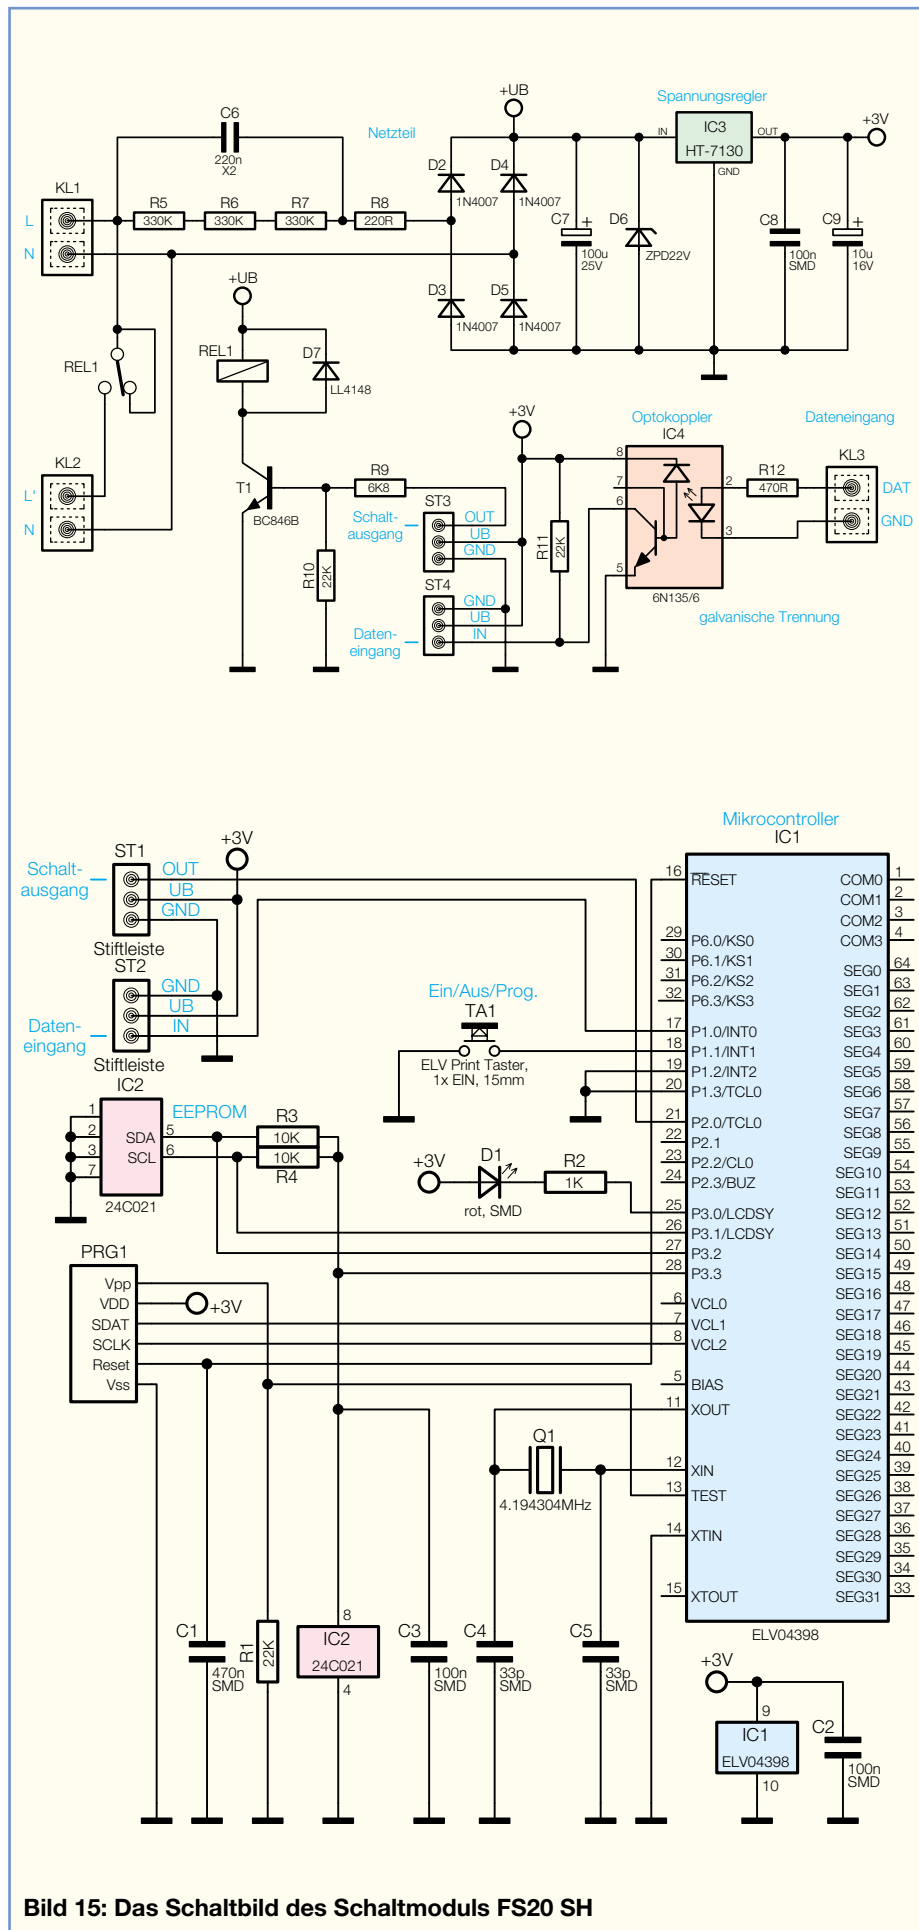 +UB
Spannungsregler
C6
220n
X2
Netzteil
IN
IC3
HT-7130
OUT
GND
+3V
KL1
L
N
R5
330K
R6
330K
R7
330K
R8
220R
D2
1N4007
D4
1N4007
C7
+
100u
25V
D6
ZPD22V
C8
100n
SMD
C9
+
10u
16V
D3
1N4007
D5
1N4007
+UB
REL1
REL1
D7
LL4148
KL2
L'
N
T1
BC846B
R9
6K8
R10
22K
+3V
Schalt-
ausgang
ST3
OUT
UB
GND
ST4
GND
UB
IN
Daten-
eingang
R11
22K
Optokoppler
IC4
8
7
6
5
2
3
6N135/6
galvanische Trennung
Dateneingang
R12
470R
KL3
DAT
GND
Mikrocontroller
IC1
ST1
+3V
Schalt-
ausgang
OUT
UB
GND
Stiftleiste
ST2
GND
UB
IN
Daten-
eingang
Stiftleiste
Ein/Aus/Prog.
TA1
ELV Print Taster,
1x EIN, 15mm
IC2
EEPROM
1
2
3
7
SDA
SCL
5
6
24C021
R3
10K
10K
R4
+3V
D1
rot, SMD
R2
1K
PRG1
Vpp
VDD
SDAT
SCLK
Reset
Vss
+3V
16 RESET
29 P6.0/KS0
30 P6.1/KS1
31 P6.2/KS2
32 P6.3/KS3
17 P1.0/INT0
18 P1.1/INT1
19 P1.2/INT2
20 P1.3/TCL0
21 P2.0/TCL0
22 P2.1
23 P2.2/CL0
24 P2.3/BUZ
25 P3.0/LCDSY
26 P3.1/LCDSY
27 P3.2
28 P3.3
6 VCL0
7 VCL1
8 VCL2
5 BIAS
11 XOUT
12 XIN
13 TEST
14 XTIN
15 XTOUT
COM0 1
COM1 2
COM2 3
COM3 4
SEG0 64
SEG1 63
SEG2 62
SEG3 61
SEG4 60
SEG5 59
SEG6 58
SEG7 57
SEG8 56
SEG9 55
SEG10 54
SEG11 53
SEG12 52
SEG13 51
SEG14 50
SEG15 49
SEG16 48
SEG17 47
SEG18 46
SEG19 45
SEG20 44
SEG21 43
SEG22 42
SEG23 41
SEG24 40
SEG25 39
SEG26 38
SEG27 37
SEG28 36
SEG29 35
SEG30 34
SEG31 33
ELV04398
Q1
4.194304MHz
C1
470n
SMD
R1
22K
8
IC2
24C021
4
C3
100n
SMD
C4
33p
SMD
C5
33p
SMD
+3V
9
IC1
ELV04398
10
C2
100n
SMD
Bild 15: Das Schaltbild des Schaltmoduls FS20 SH